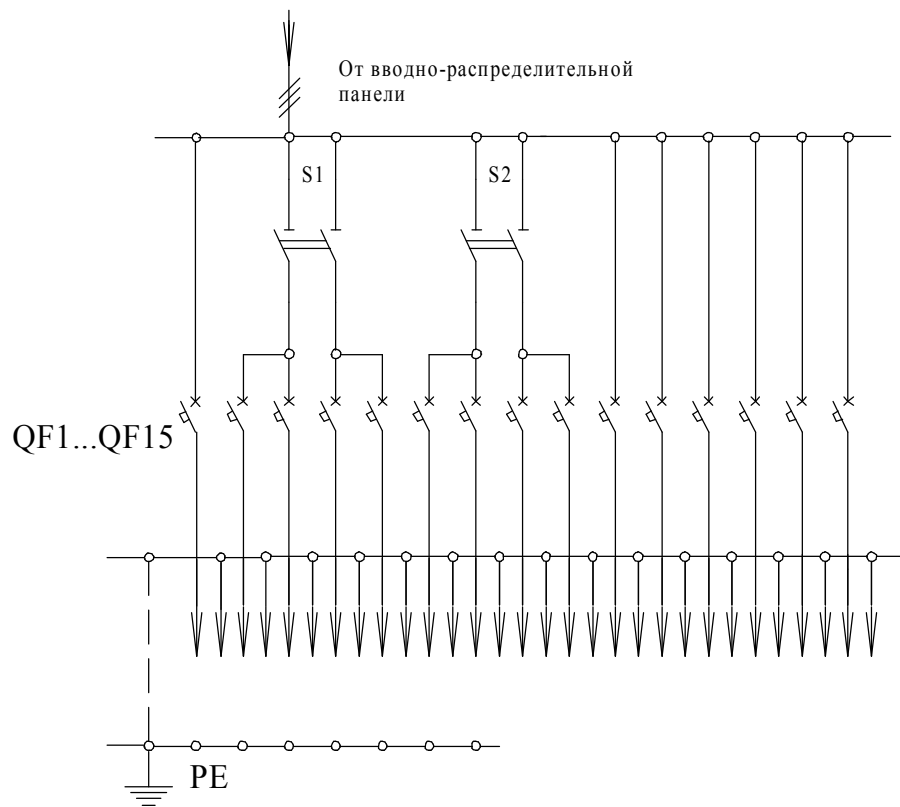 От вводно-распределительной
панели
S1
S2
QF1...QF15
PE